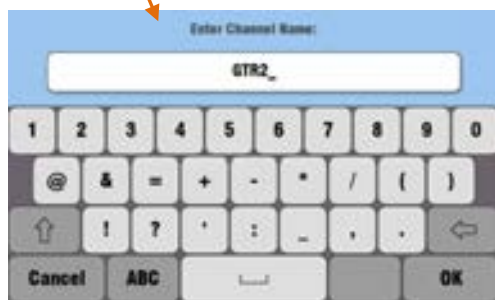 Enter Channel Name:
GTR2_
1 2 3 4 5 6 7 8 9 0
@ & = + - * / ( )
! ? ' : _ , .
Cancel ABC OK